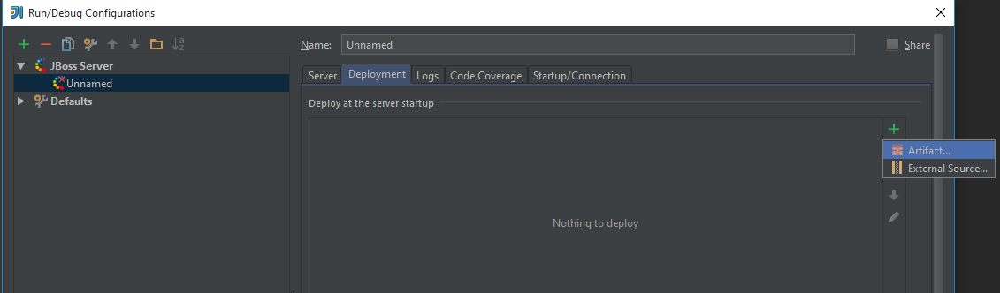 Run/Debug Configurations
Name: Unnamed Share
JBoss Server
Unnamed
Defaults
Server Deployment Logs Code Coverage Startup/Connection
Deploy at the server startup
Artifact...
External Source...
Nothing to deploy